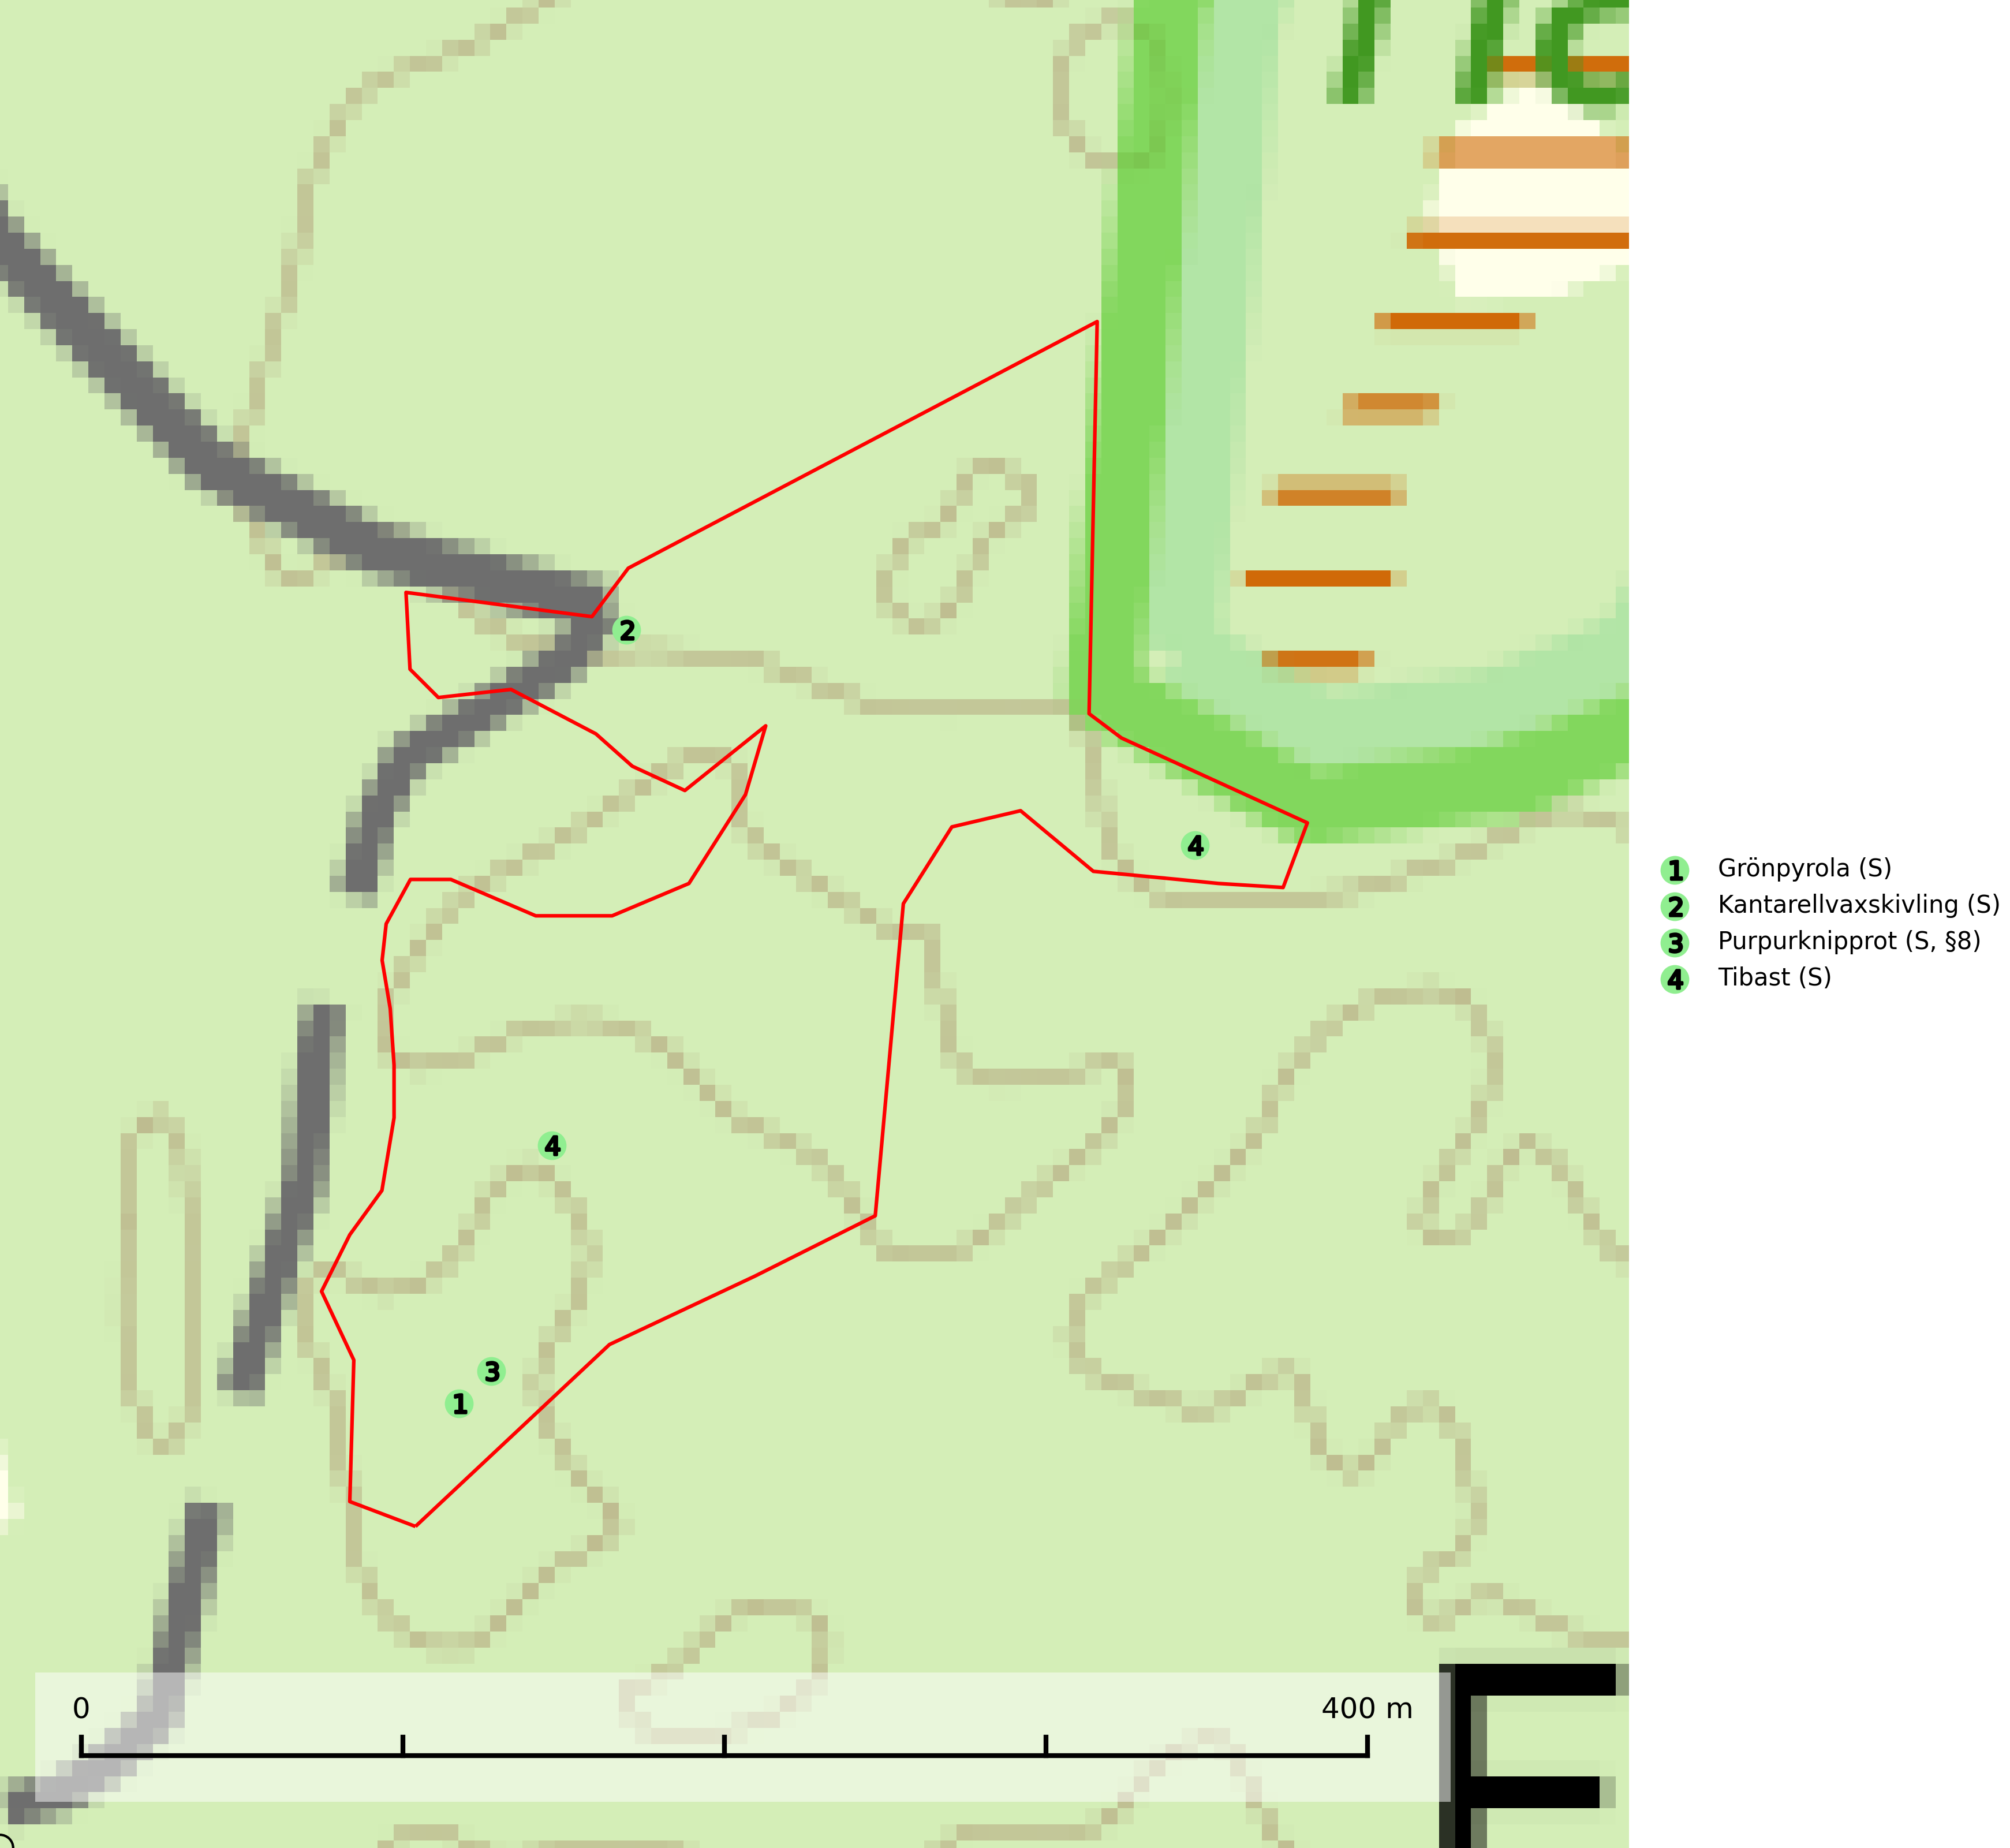 2
4
4
3
1
1 Grönpyrola (S)
2 Kantarellvaxskivling (S)
3 Purpurknipprot (S, §8)
4 Tibast (S)
0 400 m